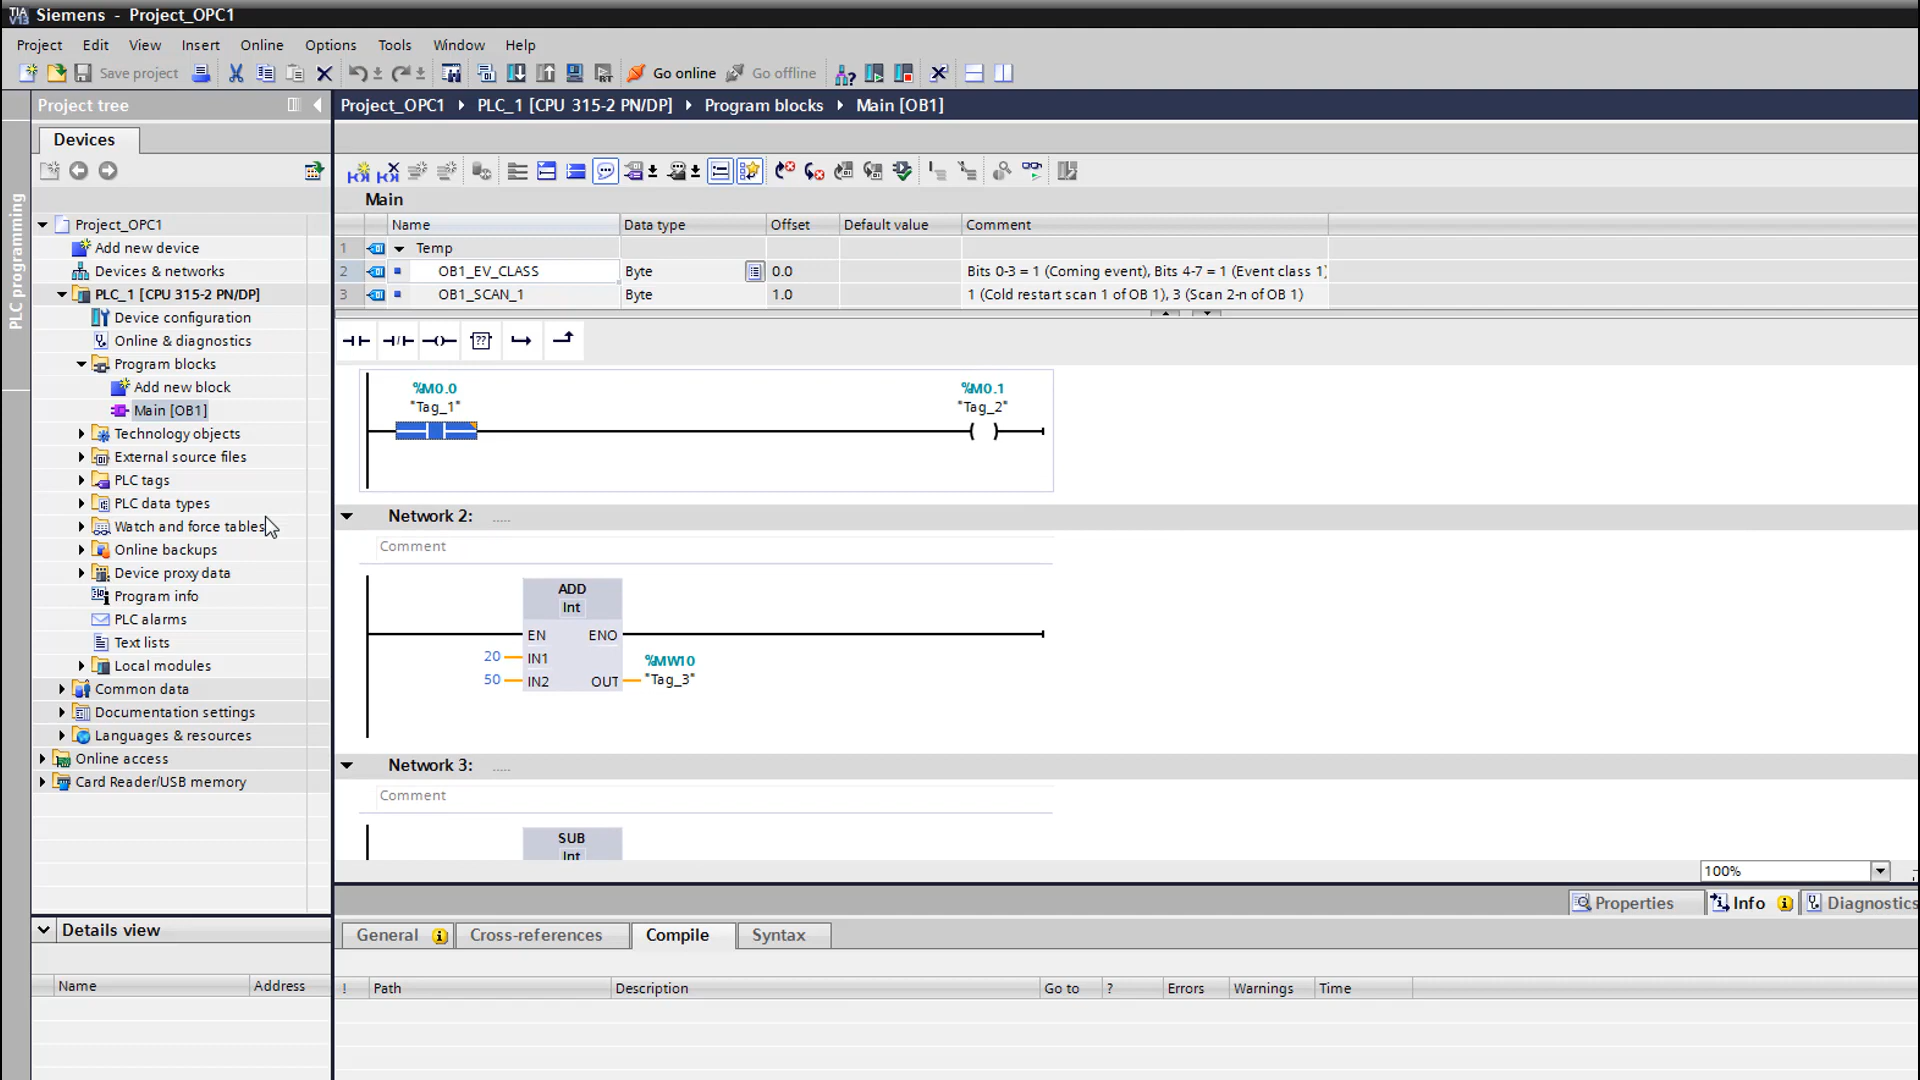 TIA V13 Siemens - Project_OPC1
Project Edit View Insert Online Options Tools Window Help
Save project Go online Go offline
Project tree
Project_OPC1 PLC_1 [CPU 315-2 PN/DP] Program blocks Main [OB1]
Devices
PLC programming
Project_OPC1
Add new device
Devices & networks
PLC_1 [CPU 315-2 PN/DP]
Device configuration
Online & diagnostics
Program blocks
Add new block
Main [OB1]
Technology objects
External source files
PLC tags
PLC data types
Watch and force tables
Online backups
Device proxy data
Program info
PLC alarms
Text lists
Local modules
Common data
Documentation settings
Languages & resources
Online access
Card Reader/USB memory
Details view
Name Address
Main
Name Data type Offset Default value Comment
1 Temp
2 OB1_EV_CLASS Byte 0.0 Bits 0-3 = 1 (Coming event), Bits 4-7 = 1 (Event class 1)
3 OB1_SCAN_1 Byte 1.0 1 (Cold restart scan 1 of OB 1), 3 (Scan 2-n of OB 1)
??
%M0.0 %M0.1
"Tag_1" "Tag_2"
Network 2: .....
Comment
ADD
Int
EN ENO
20 IN1 %MW10
50 IN2 OUT "Tag_3"
Network 3: .....
Comment
SUB
Int
100%
Properties Info Diagnostics
General Cross-references Compile Syntax
! Path Description Go to ? Errors Warnings Time